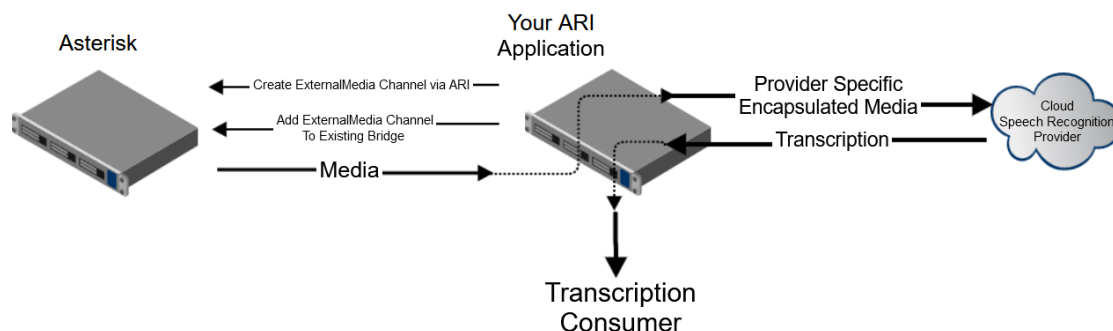 Asterisk
Your ARI
Application
Create ExternalMedia Channel via ARI
Add ExternalMedia Channel
To Existing Bridge
Media
Provider Specific
Encapsulated Media
Transcription
Cloud
Speech Recognition
Provider
Transcription
Consumer